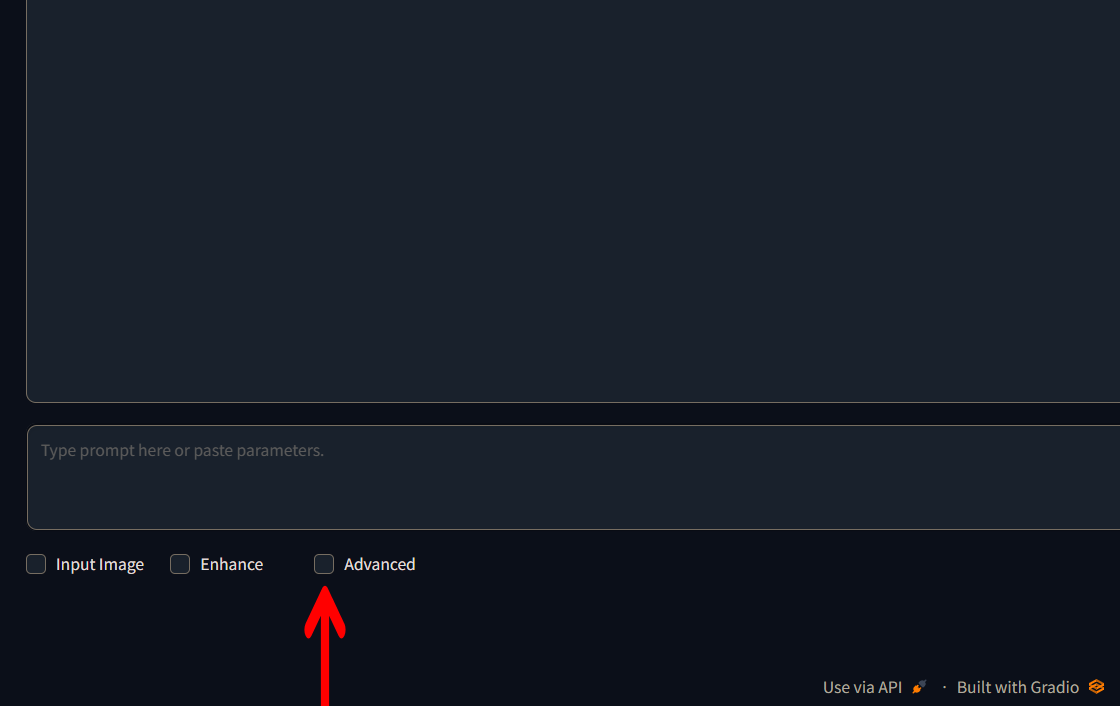 Type prompt here or paste parameters.
Input Image Enhance Advanced
Use via API · Built with Gradio